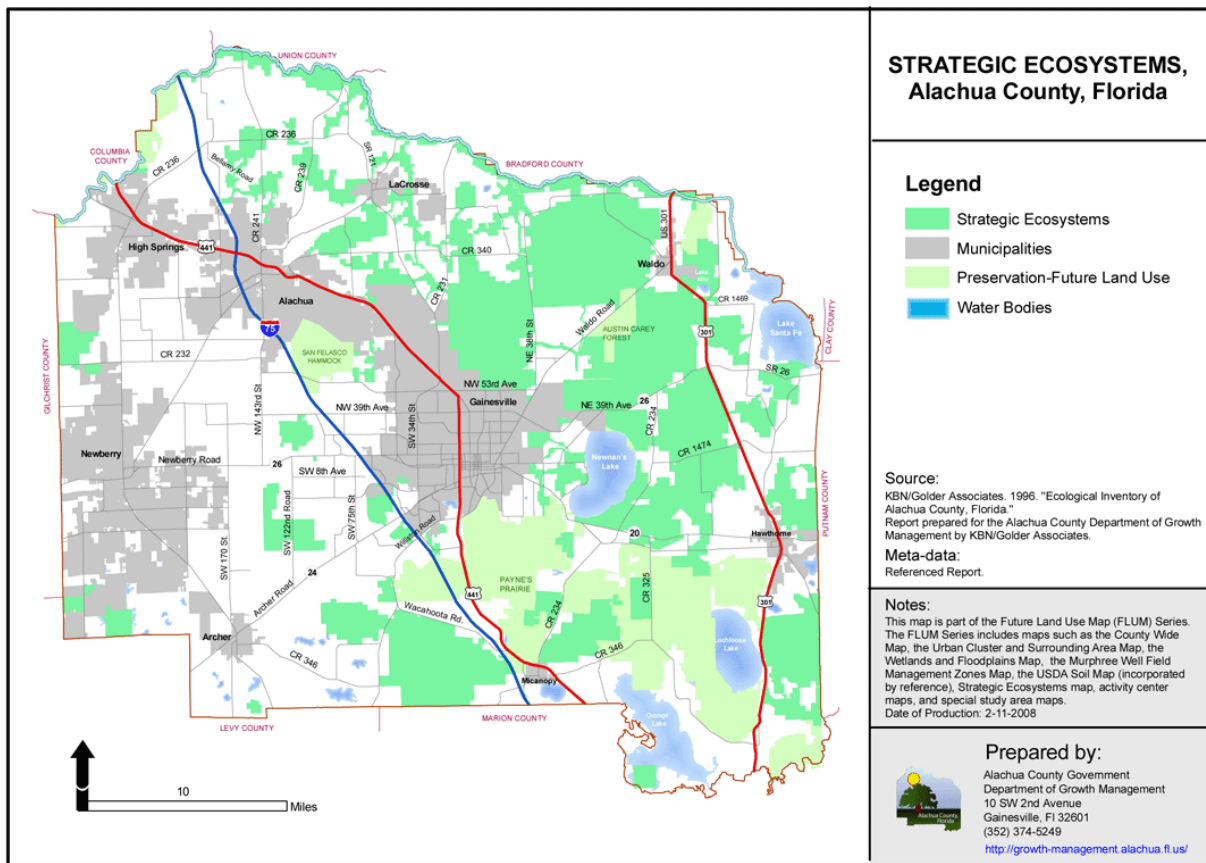 STRATEGIC ECOSYSTEMS,
Alachua County, Florida
Legend
Strategic Ecosystems
Municipalities
Preservation-Future Land Use
Water Bodies
Source:
KBN/Golder Associates. 1996. "Ecological Inventory of
Alachua County, Florida."
Report prepared for the Alachua County Department of Growth
Management by KBN/Golder Associates.
Meta-data:
Referenced Report.
Notes:
This map is part of the Future Land Use Map (FLUM) Series.
The FLUM Series includes maps such as the County Wide
Map, the Urban Cluster and Surrounding Area Map, the
Wetlands and Floodplains Map, the Murphree Well Field
Management Zones Map, the USDA Soil Map (incorporated
by reference), Strategic Ecosystems map, activity center
maps, and special study area maps.
Date of Production: 2-11-2008
Prepared by:
Alachua County Government
Department of Growth Management
10 SW 2nd Avenue
Gainesville, Fl 32601
(352) 374-5249
http://growth-management.alachua.fl.us/
Alachua County,
Florida
UNION COUNTY
COLUMBIA
COUNTY
BRADFORD COUNTY
CLAY COUNTY
PUTNAM COUNTY
GILCHRIST COUNTY
LEVY COUNTY
MARION COUNTY
CR 236
CR 236
Bellamy Road
CR 239
SR 121
LaCrosse
CR 241
High Springs
441
CR 340
CR 231
US 301
Waldo
CR 1469
Alachua
75
Waldo Road
NE 38th St
AUSTIN CAREY
FOREST
301
Lake
Santa Fe
CR 232
SAN FELASCO
HAMMOCK
SR 26
NW 53rd Ave
Gainesville
NW 143rd St
NW 39th Ave
SW 34th St
NE 39th Ave
26
CR 234
Newberry
Newberry Road
26
SW 8th Ave
Newnan's
Lake
CR 1474
SW 170 St
SW 122nd Road
SW 75th St
Williston Road
20
Hawthorne
24
Archer Road
PAYNE'S
PRAIRIE
CR 325
441
301
Wacahoota Rd.
CR 234
Archer
CR 346
CR 346
Lochloosa
Lake
Micanopy
Orange
Lake
10
Miles